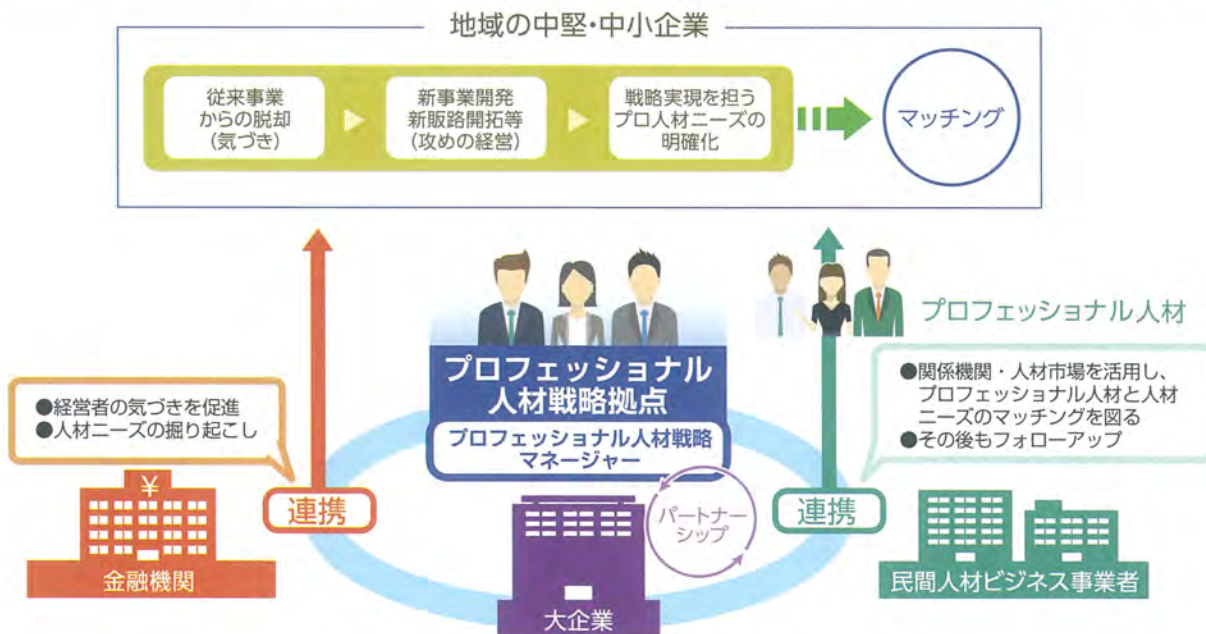 地域の中堅・中小企業
従来事業
からの脱却
(気づき)
新事業開発
新販路開拓等
(攻めの経営)
戦略実現を担う
プロ人材ニーズの
明確化
マッチング
プロフェッショナル人材
プロフェッショナル
人材戦略拠点
プロフェッショナル人材戦略
マネージャー
●経営者の気づきを促進
●人材ニーズの掘り起こし
●関係機関・人材市場を活用し、
プロフェッショナル人材と人材
ニーズのマッチングを図る
●その後もフォローアップ
¥
連携
パートナー
シップ
連携
金融機関
大企業
民間人材ビジネス事業者